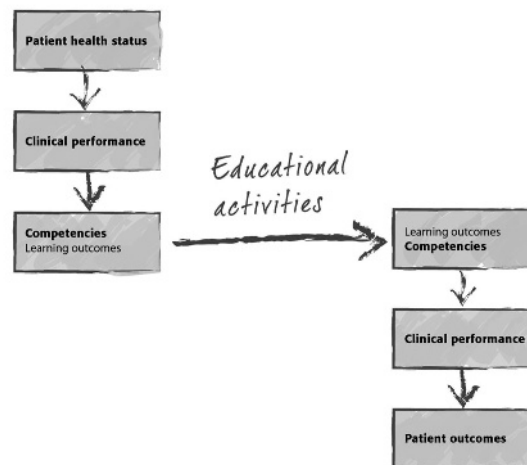 Patient health status
Clinical performance
Competencies
Learning outcomes
Educational
activities
Learning outcomes
Competencies
Clinical performance
Patient outcomes